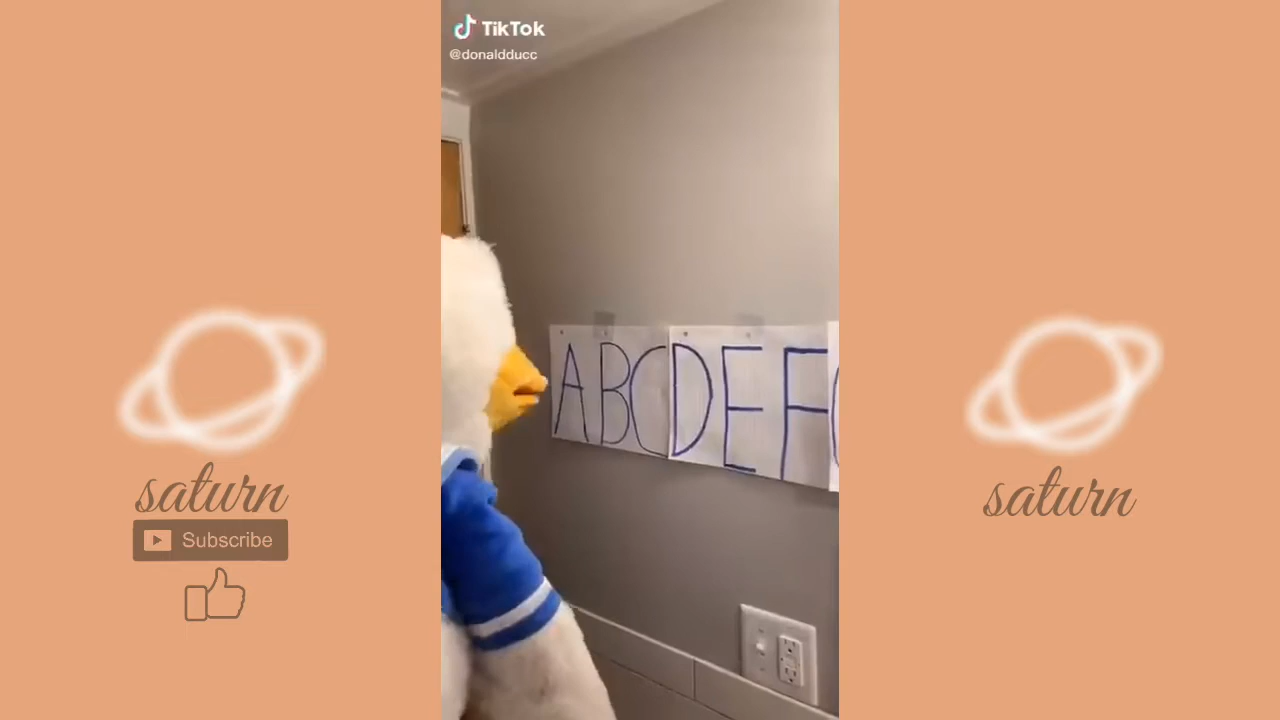 TikTok
@donaldducc
ABCDEF
saturn
Subscribe
saturn